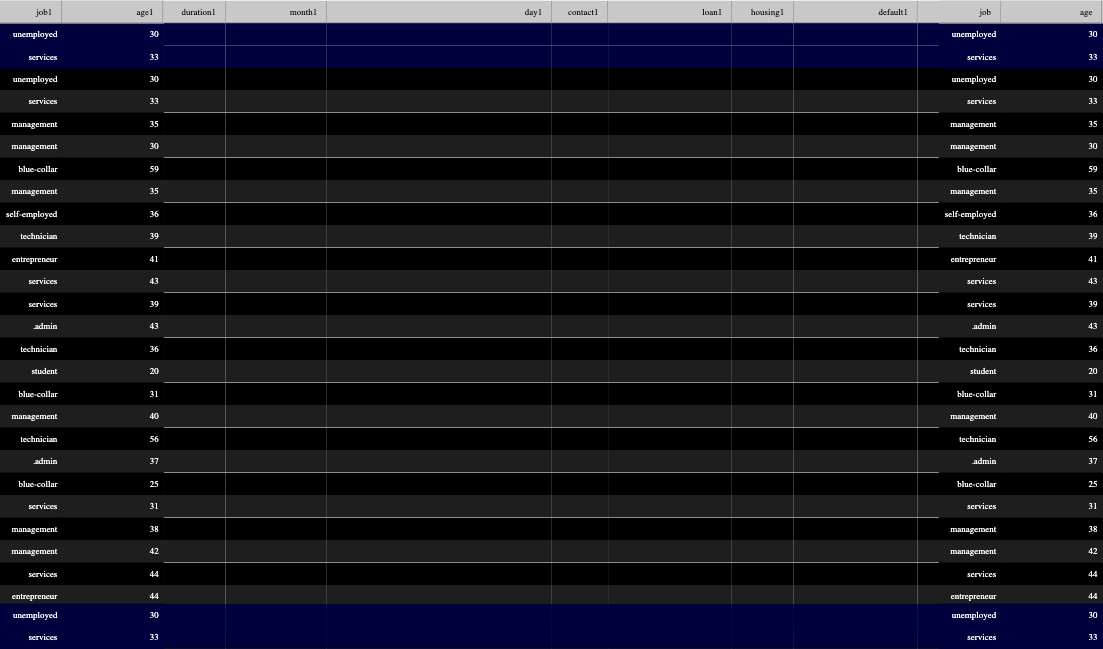 job1 age1 duration1 month1 day1 contact1 loan1 housing1 default1 job age
unemployed 30 unemployed 30
services 33 services 33
unemployed 30 unemployed 30
services 33 services 33
management 35 management 35
management 30 management 30
blue-collar 59 blue-collar 59
management 35 management 35
self-employed 36 self-employed 36
technician 39 technician 39
entrepreneur 41 entrepreneur 41
services 43 services 43
services 39 services 39
.admin 43 .admin 43
technician 36 technician 36
student 20 student 20
blue-collar 31 blue-collar 31
management 40 management 40
technician 56 technician 56
.admin 37 .admin 37
blue-collar 25 blue-collar 25
services 31 services 31
management 38 management 38
management 42 management 42
services 44 services 44
entrepreneur 44 entrepreneur 44
unemployed 30 unemployed 30
services 33 services 33